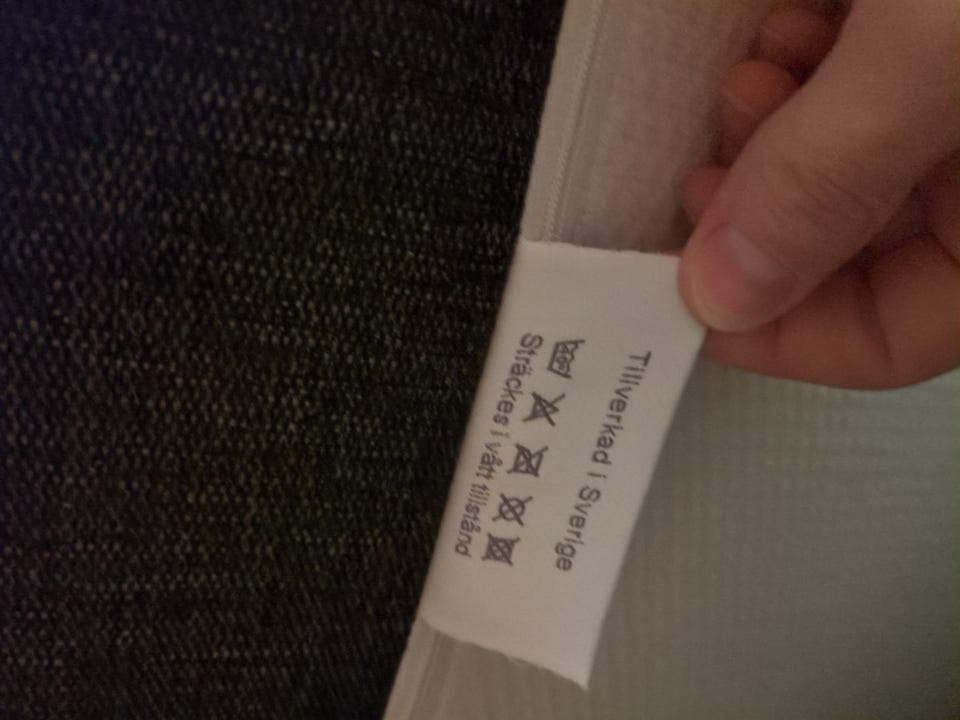 Tillverkad i Sverige
Sträckes i vått tillstånd